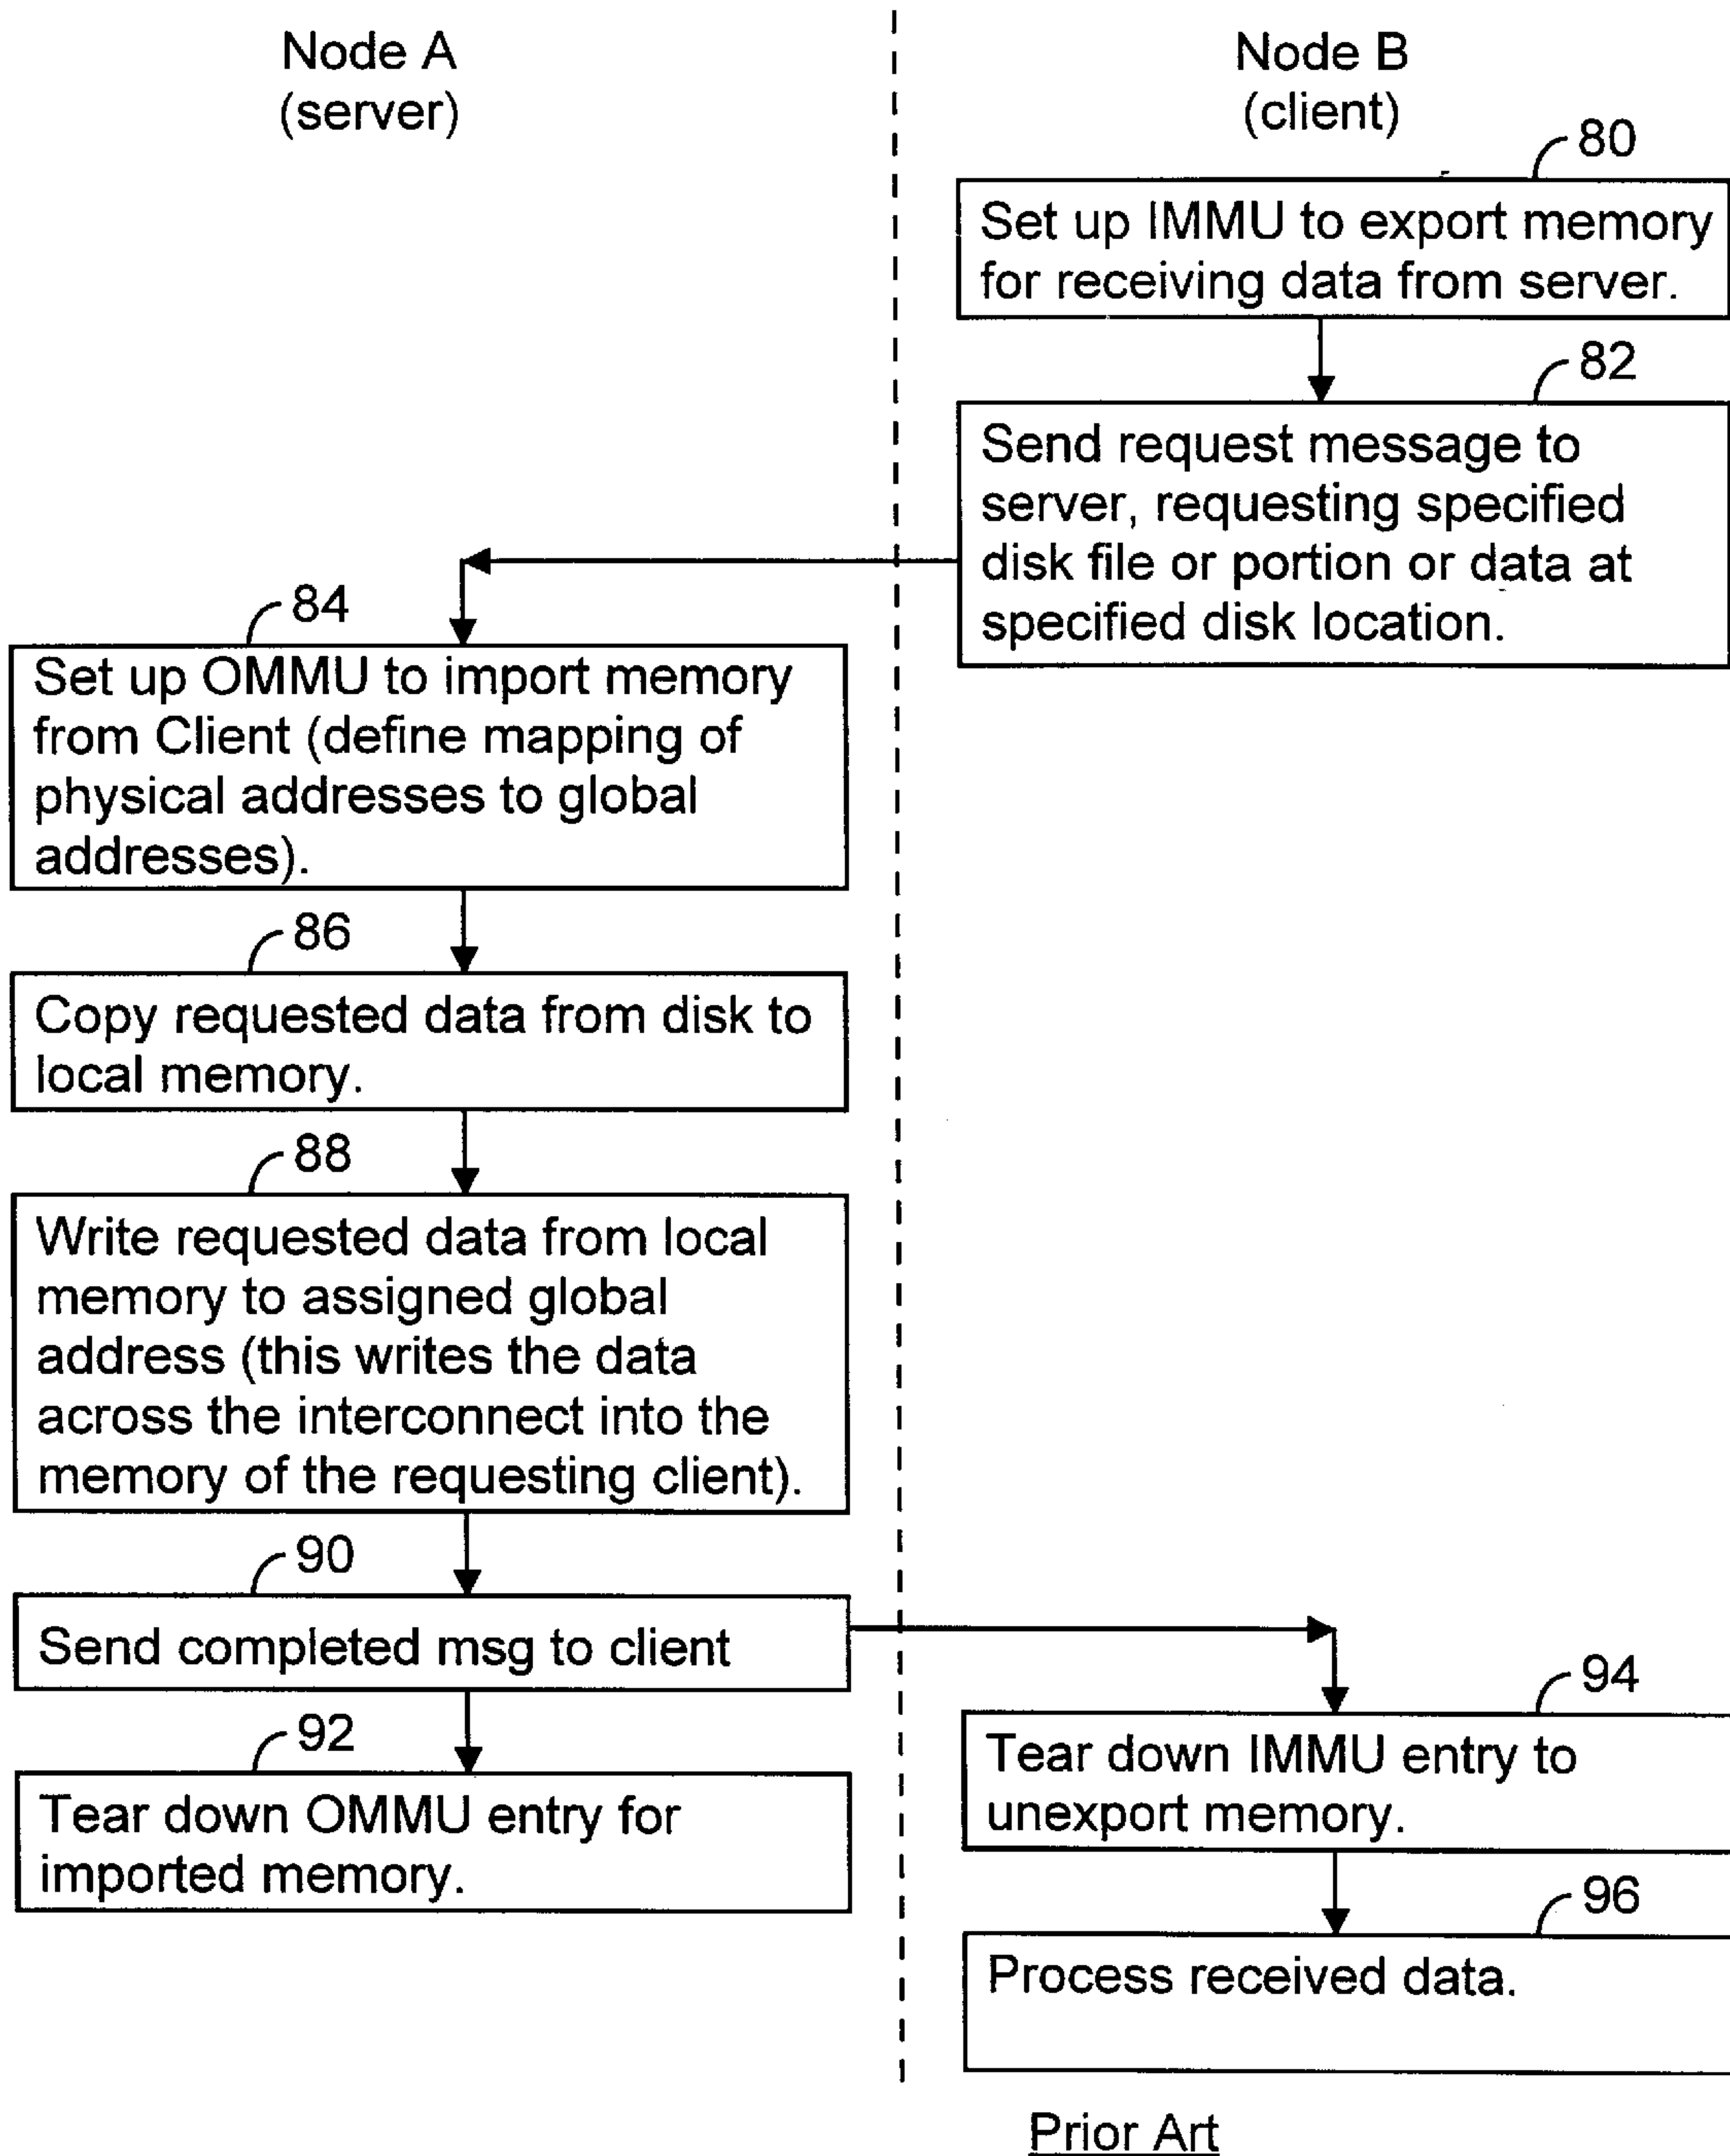 Node A
(server)
Node B
(client)
80
Set up IMMU to export memory
for receiving data from server.
82
Send request message to
server, requesting specified
disk file or portion or data at
specified disk location.
84
Set up OMMU to import memory
from Client (define mapping of
physical addresses to global
addresses).
86
Copy requested data from disk to
local memory.
88
Write requested data from local
memory to assigned global
address (this writes the data
across the interconnect into the
memory of the requesting client).
90
Send completed msg to client
92
Tear down OMMU entry for
imported memory.
94
Tear down IMMU entry to
unexport memory.
96
Process received data.
Prior Art